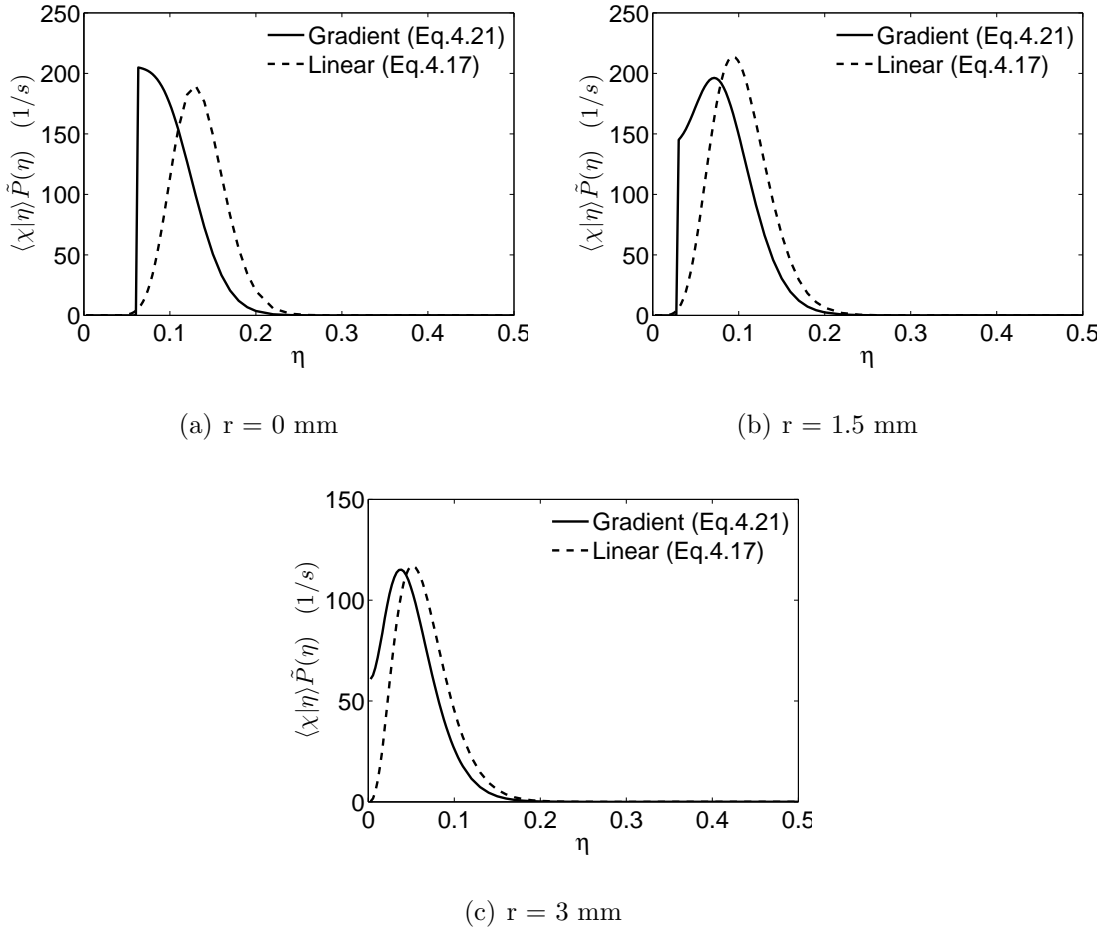 250
200
150
100
50
0
⟨χ|η⟩P̃(η) (1/s)
Gradient (Eq.4.21)
Linear (Eq.4.17)
0 0.1 0.2 0.3 0.4 0.5
η
(a) r = 0 mm
250
200
150
100
50
0
⟨χ|η⟩P̃(η) (1/s)
Gradient (Eq.4.21)
Linear (Eq.4.17)
0 0.1 0.2 0.3 0.4 0.5
η
(b) r = 1.5 mm
150
100
50
0
⟨χ|η⟩P̃(η) (1/s)
Gradient (Eq.4.21)
Linear (Eq.4.17)
0 0.1 0.2 0.3 0.4 0.5
η
(c) r = 3 mm